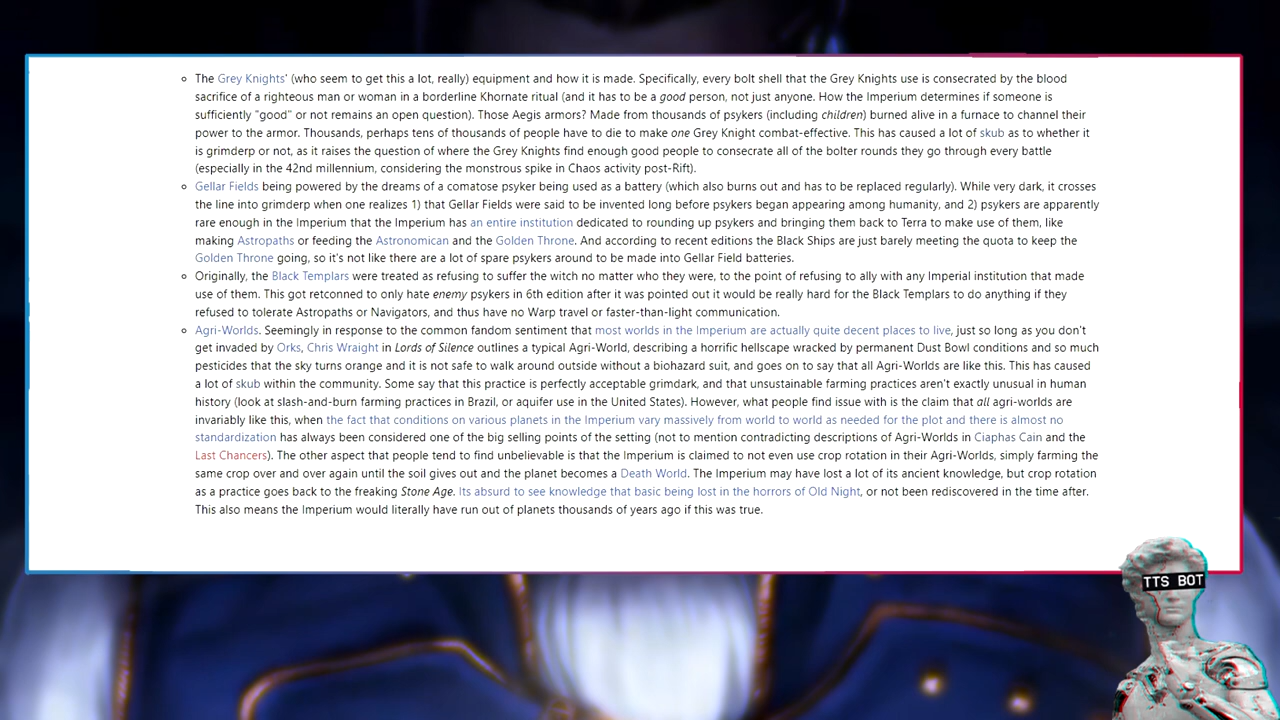 The Grey Knights' (who seem to get this a lot, really) equipment and how it is made. Specifically, every bolt shell that the Grey Knights use is consecrated by the blood
sacrifice of a righteous man or woman in a borderline Khornate ritual (and it has to be a good person, not just anyone. How the Imperium determines if someone is
sufficiently "good" or not remains an open question). Those Aegis armors? Made from thousands of psykers (including children) burned alive in a furnace to channel their
power to the armor. Thousands, perhaps tens of thousands of people have to die to make one Grey Knight combat-effective. This has caused a lot of skub as to whether it
is grimderp or not, as it raises the question of where the Grey Knights find enough good people to consecrate all of the bolter rounds they go through every battle
(especially in the 42nd millennium, considering the monstrous spike in Chaos activity post-Rift).
Gellar Fields being powered by the dreams of a comatose psyker being used as a battery (which also burns out and has to be replaced regularly). While very dark, it crosses
the line into grimderp when one realizes 1) that Gellar Fields were said to be invented long before psykers began appearing among humanity, and 2) psykers are apparently
rare enough in the Imperium that the Imperium has an entire institution dedicated to rounding up psykers and bringing them back to Terra to make use of them, like
making Astropaths or feeding the Astronomican and the Golden Throne. And according to recent editions the Black Ships are just barely meeting the quota to keep the
Golden Throne going, so it's not like there are a lot of spare psykers around to be made into Gellar Field batteries.
Originally, the Black Templars were treated as refusing to suffer the witch no matter who they were, to the point of refusing to ally with any Imperial institution that made
use of them. This got retconned to only hate enemy psykers in 6th edition after it was pointed out it would be really hard for the Black Templars to do anything if they
refused to tolerate Astropaths or Navigators, and thus have no Warp travel or faster-than-light communication.
Agri-Worlds. Seemingly in response to the common fandom sentiment that most worlds in the Imperium are actually quite decent places to live, just so long as you don't
get invaded by Orks, Chris Wraight in Lords of Silence outlines a typical Agri-World, describing a horrific hellscape wracked by permanent Dust Bowl conditions and so much
pesticides that the sky turns orange and it is not safe to walk around outside without a biohazard suit, and goes on to say that all Agri-Worlds are like this. This has caused
a lot of skub within the community. Some say that this practice is perfectly acceptable grimdark, and that unsustainable farming practices aren't exactly unusual in human
history (look at slash-and-burn farming practices in Brazil, or aquifer use in the United States). However, what people find issue with is the claim that all agri-worlds are
invariably like this, when the fact that conditions on various planets in the Imperium vary massively from world to world as needed for the plot and there is almost no
standardization has always been considered one of the big selling points of the setting (not to mention contradicting descriptions of Agri-Worlds in Ciaphas Cain and the
Last Chancers). The other aspect that people tend to find unbelievable is that the Imperium is claimed to not even use crop rotation in their Agri-Worlds, simply farming the
same crop over and over again until the soil gives out and the planet becomes a Death World. The Imperium may have lost a lot of its ancient knowledge, but crop rotation
as a practice goes back to the freaking Stone Age. Its absurd to see knowledge that basic being lost in the horrors of Old Night, or not been rediscovered in the time after.
This also means the Imperium would literally have run out of planets thousands of years ago if this was true.
TTS BOT